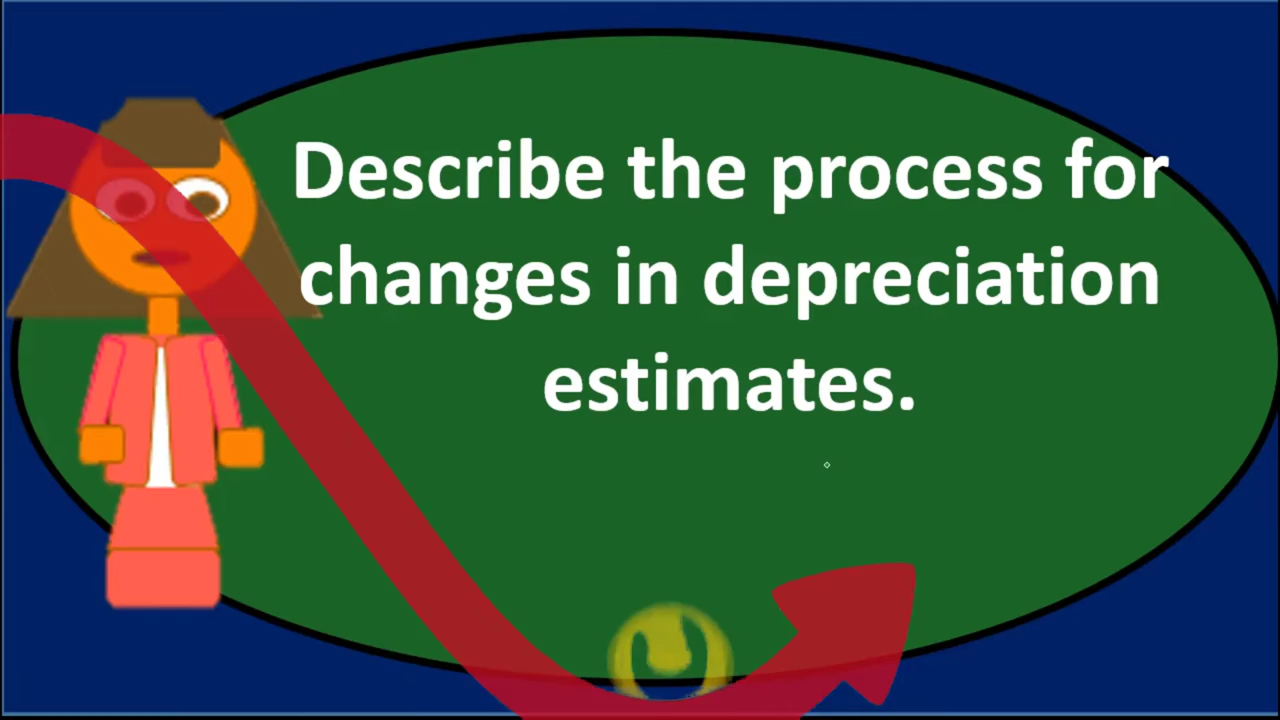 Describe the process for
changes in depreciation
estimates.